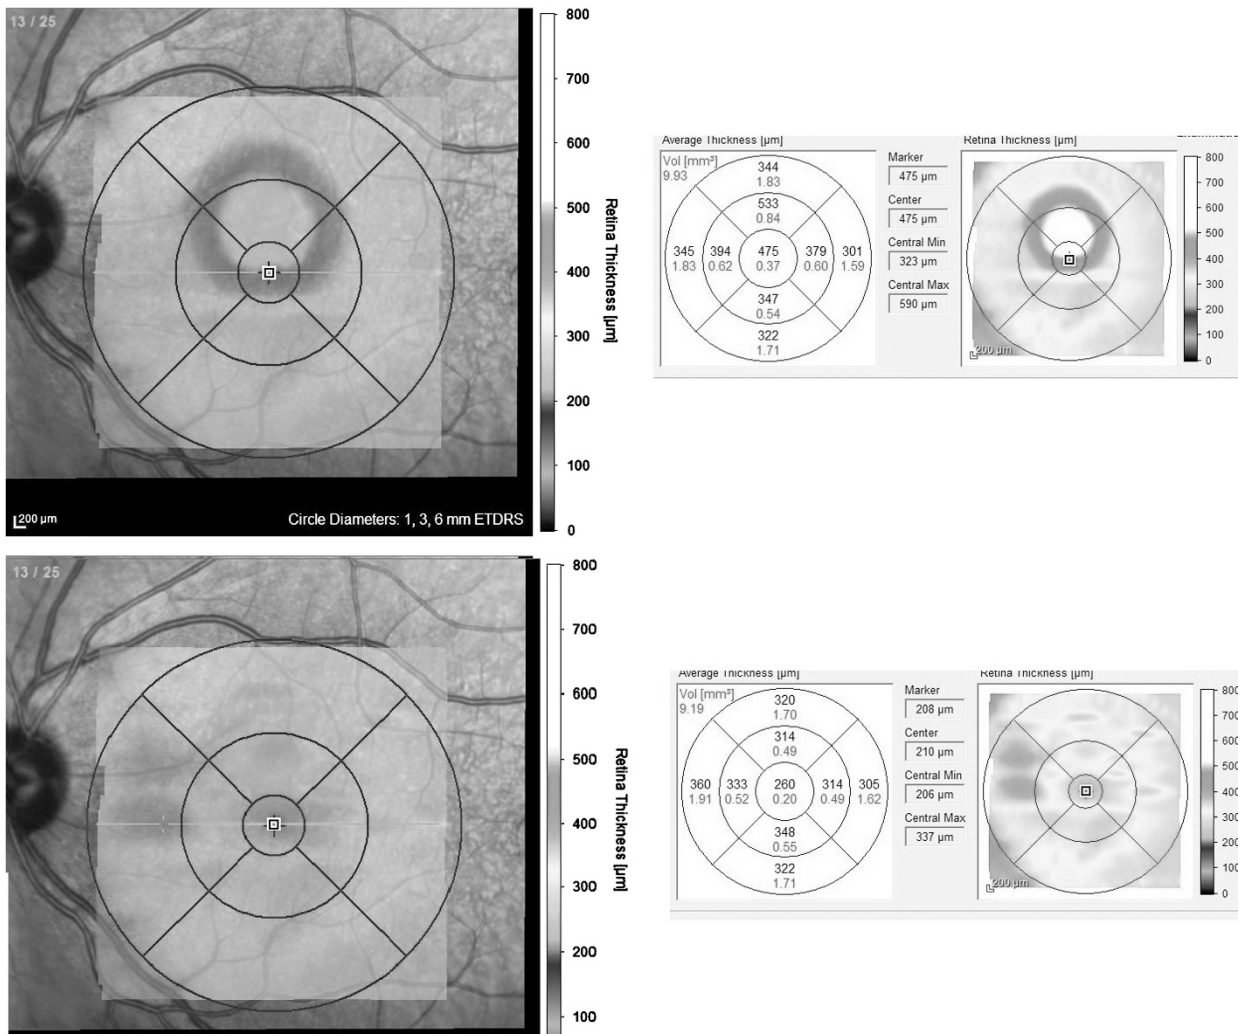 13 / 25
800
700
600
500
400
300
200
100
0
Retina Thickness [µm]
200 µm
Circle Diameters: 1, 3, 6 mm ETDRS
Average Thickness [µm]
Vol [mm³]
9.93
344
1.83
533
0.84
345 394 475 379 301
1.83 0.62 0.37 0.60 1.59
347
0.54
322
1.71
Marker
475 µm
Center
475 µm
Central Min
323 µm
Central Max
590 µm
Retina Thickness [µm]
200 µm
800
700
600
500
400
300
200
100
0
13 / 25
800
700
600
500
400
300
200
100
Retina Thickness [µm]
Average Thickness [µm]
Vol [mm³]
9.19
320
1.70
314
0.49
360 333 260 314 305
1.91 0.52 0.20 0.49 1.62
348
0.55
322
1.71
Marker
208 µm
Center
210 µm
Central Min
206 µm
Central Max
337 µm
Retina Thickness [µm]
200 µm
800
700
600
500
400
300
200
100
0